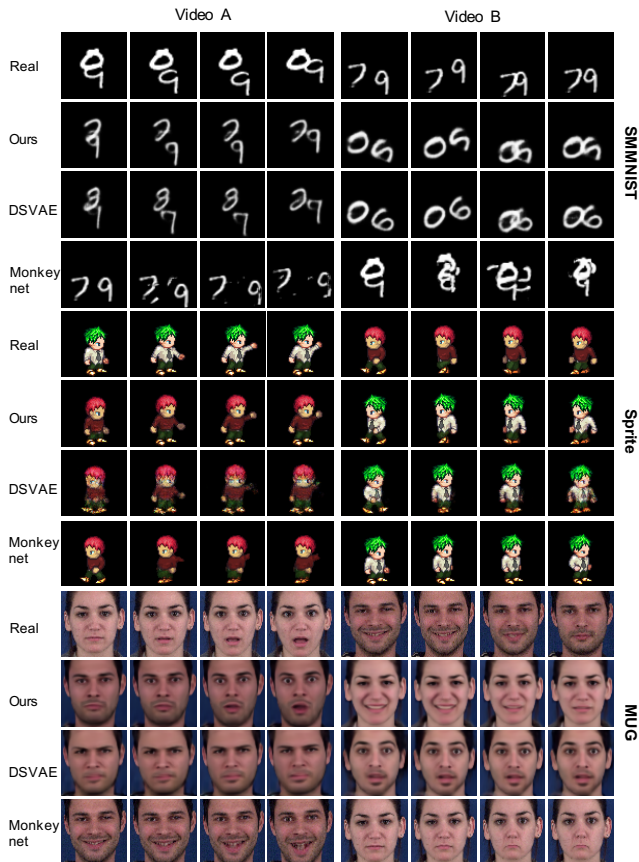 Video A
Video B
Real
Ours
DSVAE
Monkey
net
SMMNIST
Real
Ours
DSVAE
Monkey
net
Sprite
Real
Ours
DSVAE
Monkey
net
MUG